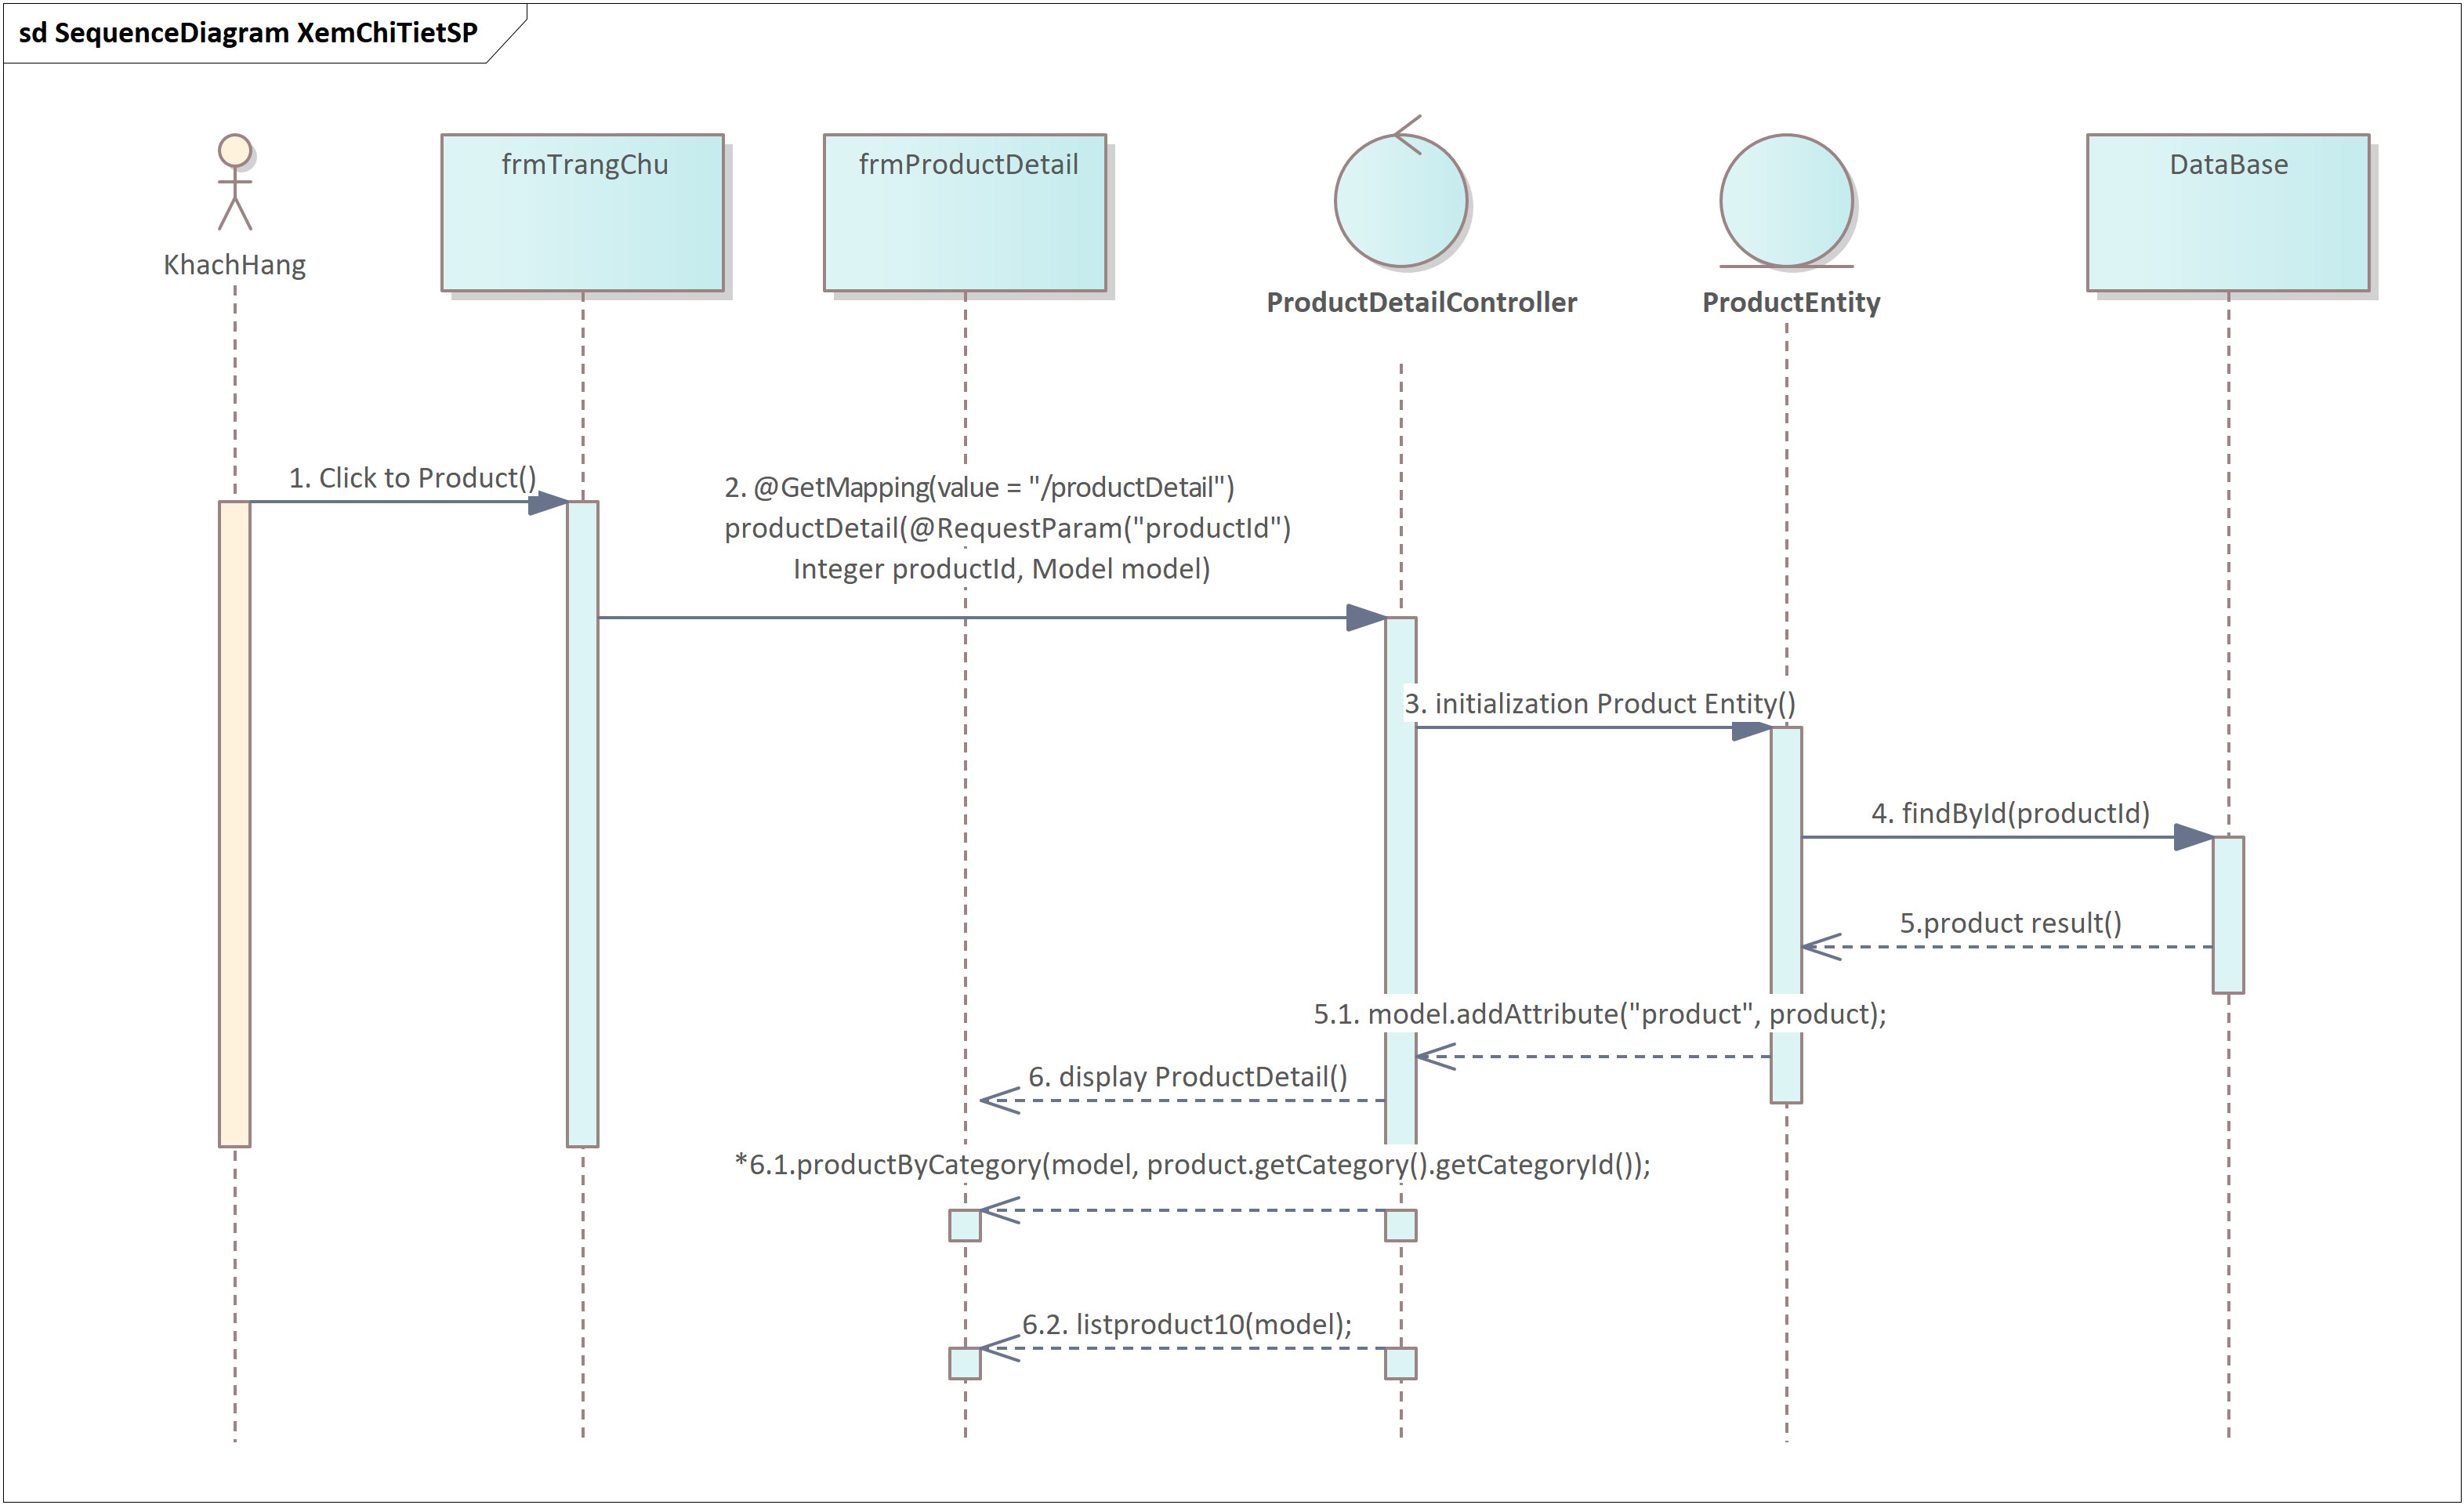 sd SequenceDiagram XemChiTietSP
KhachHang
frmTrangChu
frmProductDetail
ProductDetailController
ProductEntity
DataBase
1. Click to Product()
2. @GetMapping(value = "/productDetail")
productDetail(@RequestParam("productId")
Integer productId, Model model)
3. initialization Product Entity()
4. findById(productId)
5.product result()
5.1. model.addAttribute("product", product);
6. display ProductDetail()
*6.1.productByCategory(model, product.getCategory().getCategoryId());
6.2. listproduct10(model);